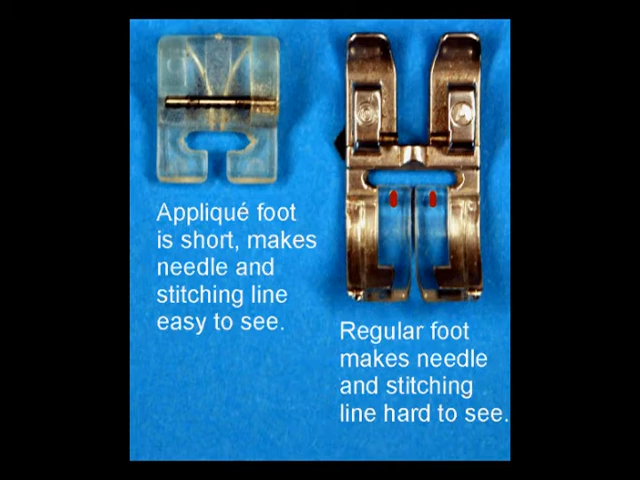 Appliqué foot
is short, makes
needle and
stitching line
easy to see.
Regular foot
makes needle
and stitching
line hard to see.